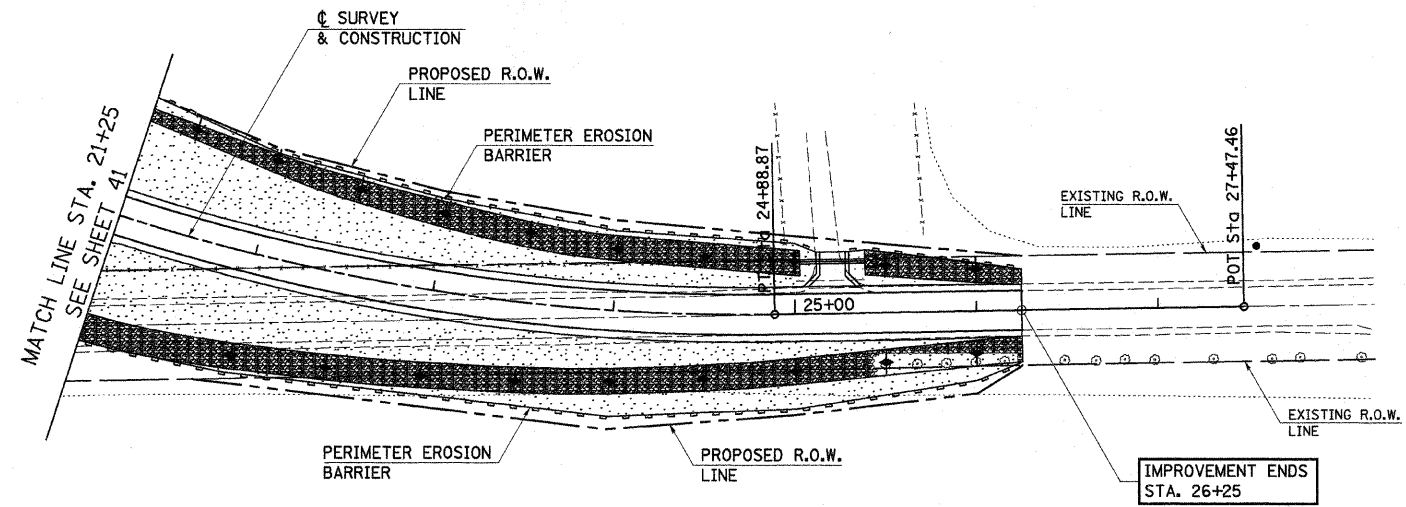 ℄ SURVEY
& CONSTRUCTION
PROPOSED R.O.W.
LINE
PERIMETER EROSION
BARRIER
MATCH LINE STA. 21+25
SEE SHEET 41
PT Sta 24+88.87
25+00
EXISTING R.O.W.
LINE
POT Sta 27+47.46
PERIMETER EROSION
BARRIER
PROPOSED R.O.W.
LINE
EXISTING R.O.W.
LINE
IMPROVEMENT ENDS
STA. 26+25